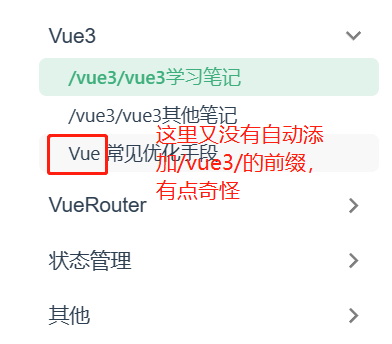 Vue3
/vue3/vue3学习笔记
/vue3/vue3其他笔记
Vue 常见优化手段
这里又没有自动添
加/vue3/的前缀，
有点奇怪
VueRouter
状态管理
其他